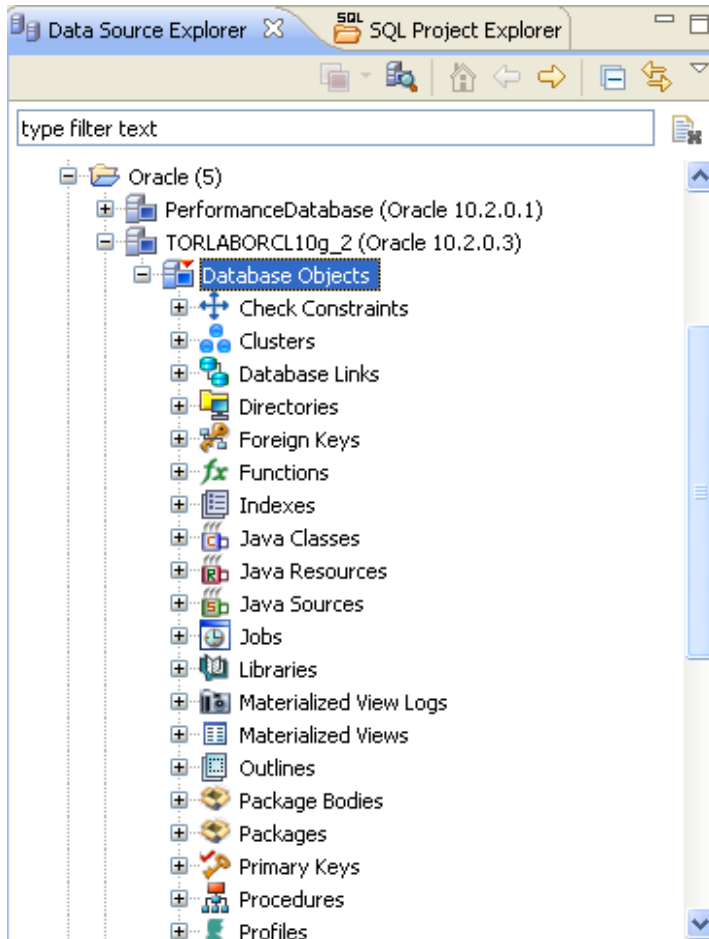 Data Source Explorer
SQL SQL Project Explorer
type filter text
Oracle (5)
PerformanceDatabase (Oracle 10.2.0.1)
TORLABORCL10g_2 (Oracle 10.2.0.3)
Database Objects
Check Constraints
Clusters
Database Links
Directories
Foreign Keys
fx Functions
Indexes
C Java Classes
R Java Resources
S Java Sources
Jobs
Libraries
Materialized View Logs
Materialized Views
Outlines
Package Bodies
Packages
Primary Keys
Procedures
Profiles